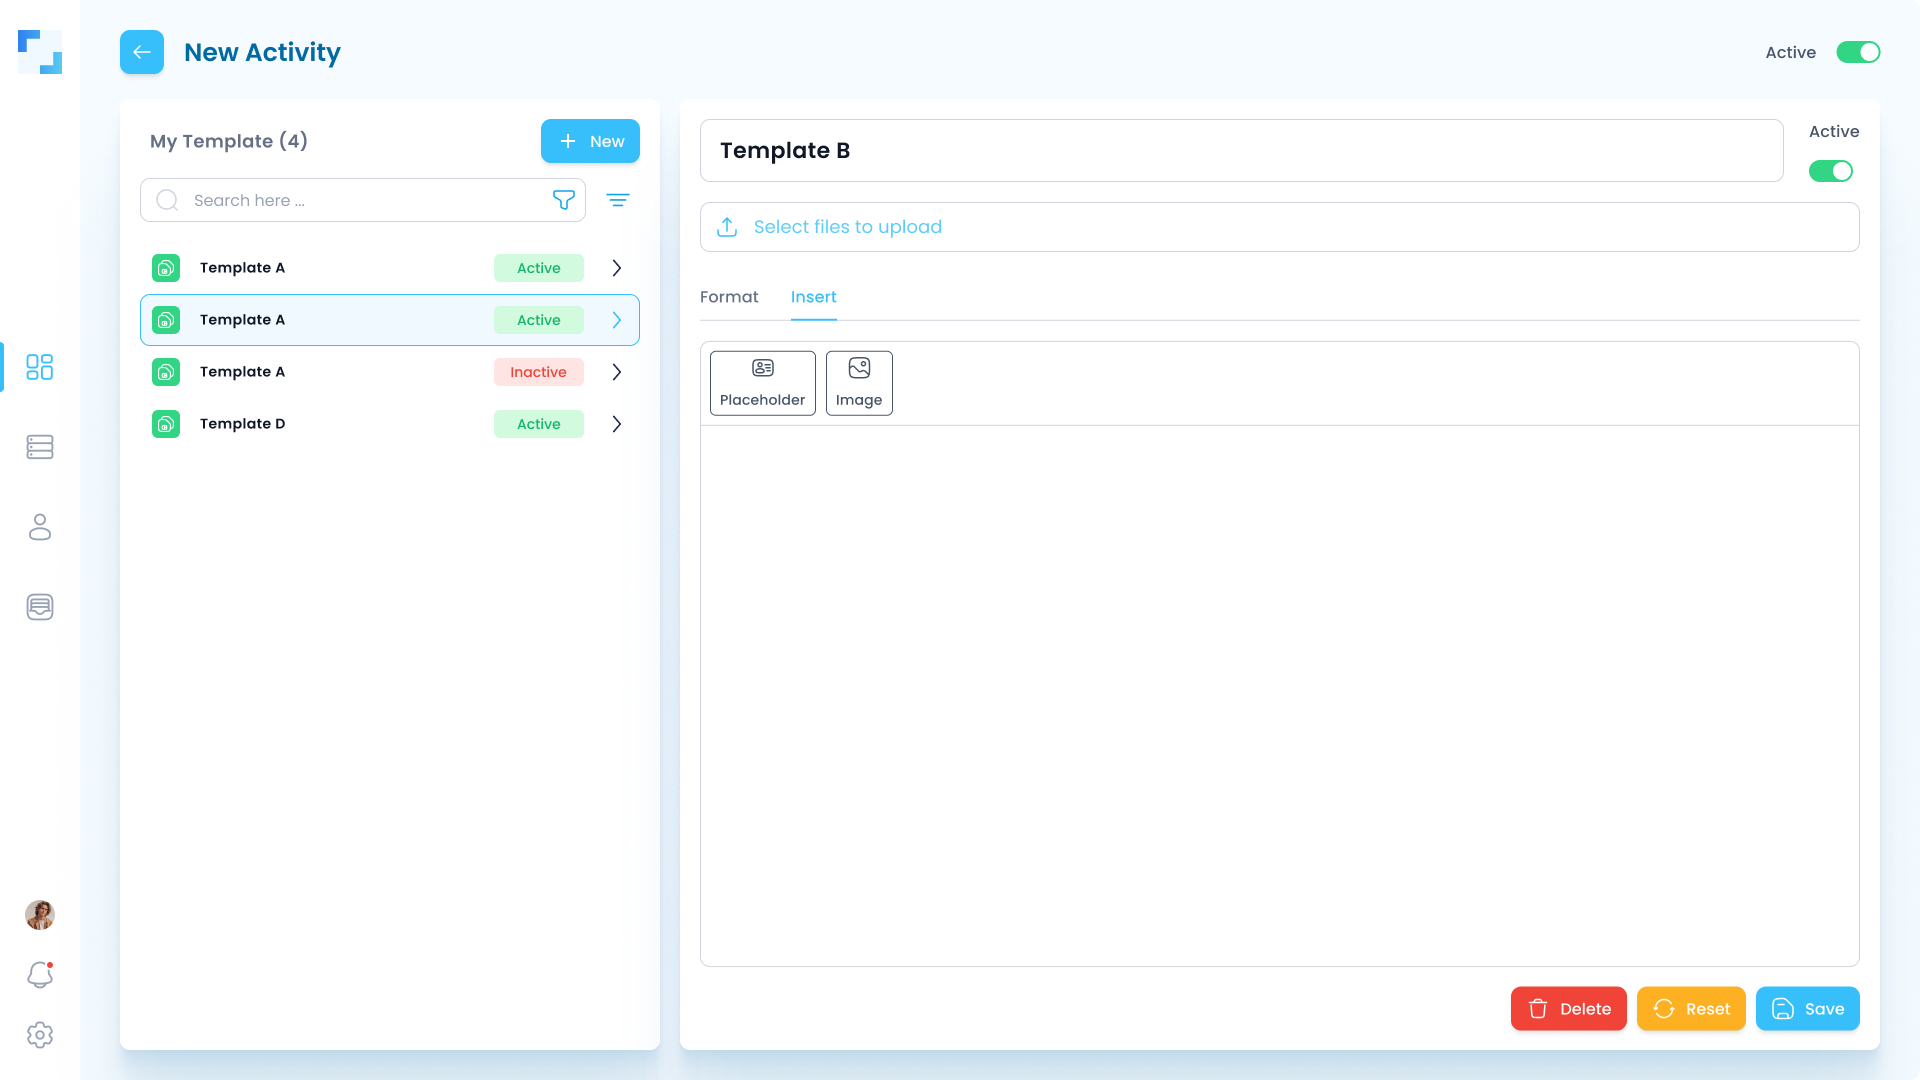 New Activity
Active
My Template (4)
New
Search here ...
Template A
Active
Template A
Active
Template A
Inactive
Template D
Active
Template B
Active
Select files to upload
Format
Insert
Placeholder
Image
Delete
Reset
Save